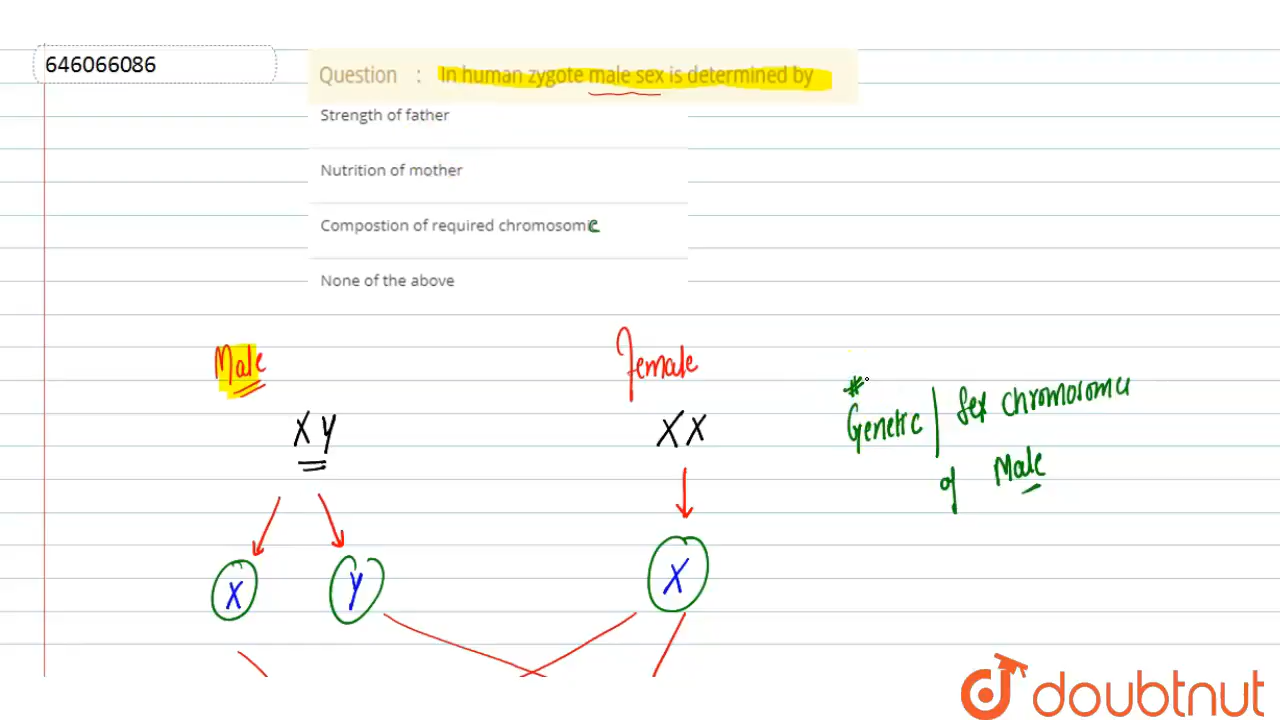 646066086
Question : In human zygote male sex is determined by
Strength of father
Nutrition of mother
Compostion of required chromosomic
None of the above
Male
Female
XY
XX
*
Genetic | Sex chromosome
of Male
X
Y
X
doubtnut